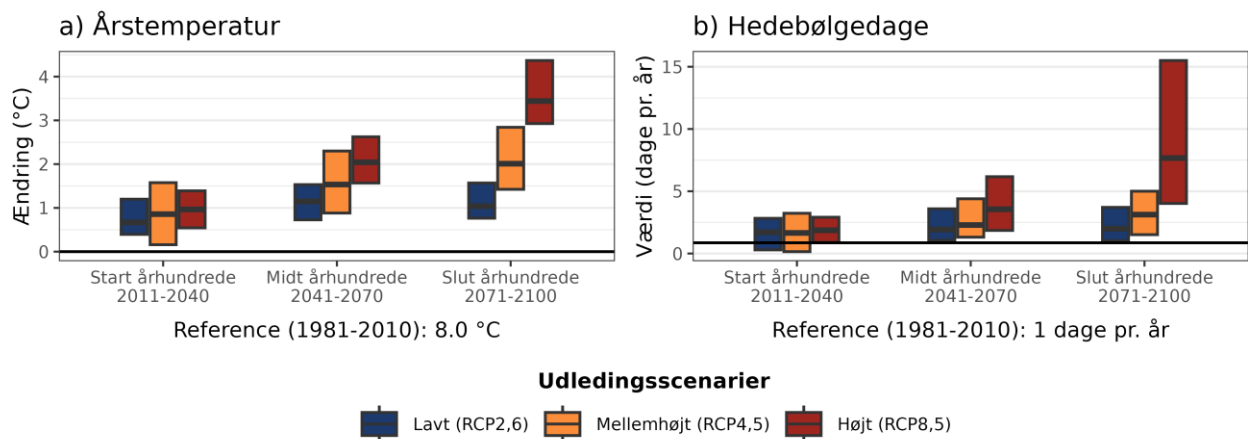 a) Årstemperatur
Ændring (°C)
4
3
2
1
0
Start århundrede
2011-2040
Midt århundrede
2041-2070
Slut århundrede
2071-2100
Reference (1981-2010): 8.0 °C
b) Hedebølgedage
Værdi (dage pr. år)
15
10
5
0
Start århundrede
2011-2040
Midt århundrede
2041-2070
Slut århundrede
2071-2100
Reference (1981-2010): 1 dage pr. år
Udledingsscenarier
Lavt (RCP2,6)
Mellemhøjt (RCP4,5)
Højt (RCP8,5)